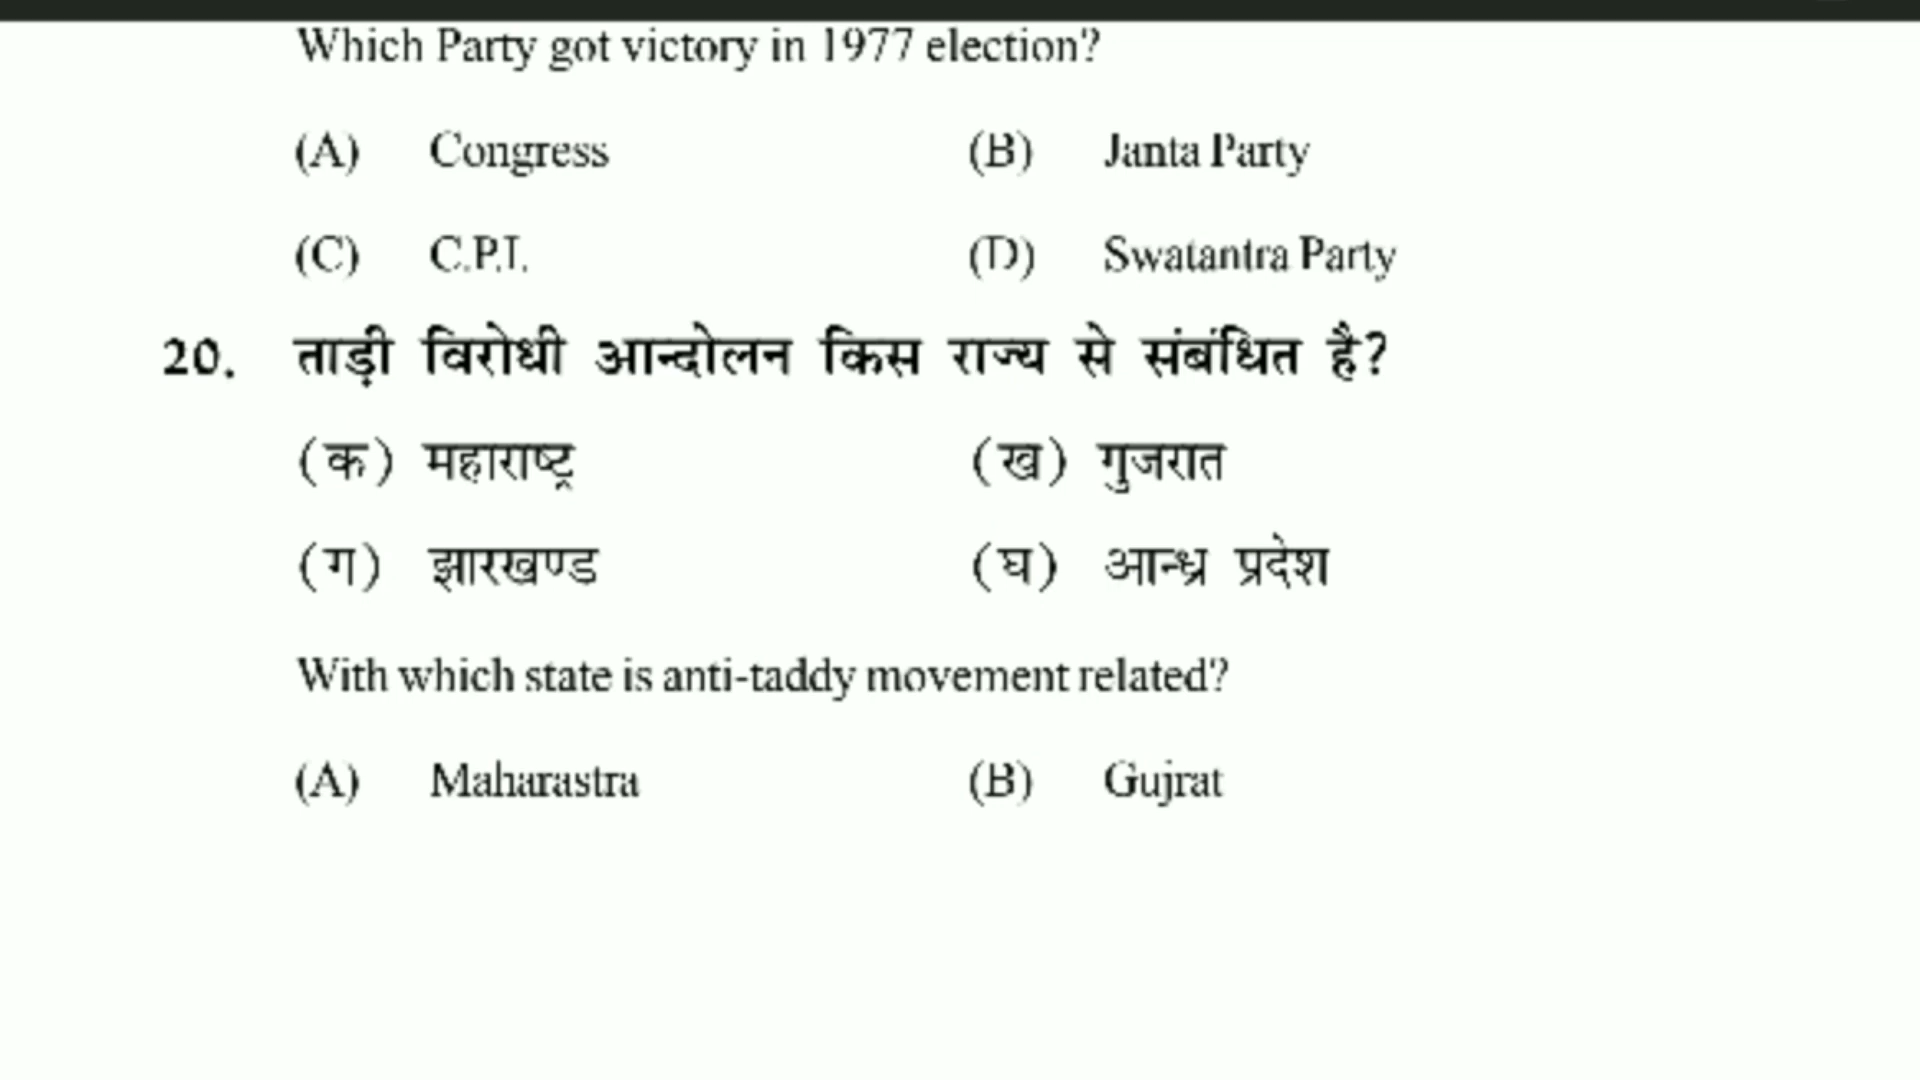 Which Party got victory in 1977 election?
(A) Congress (B) Janta Party
(C) C.P.I. (D) Swatantra Party
20. ताड़ी विरोधी आन्दोलन किस राज्य से संबंधित है?
(क) महाराष्ट्र (ख) गुजरात
(ग) झारखण्ड (घ) आन्ध्र प्रदेश
With which state is anti-taddy movement related?
(A) Maharastra (B) Gujrat